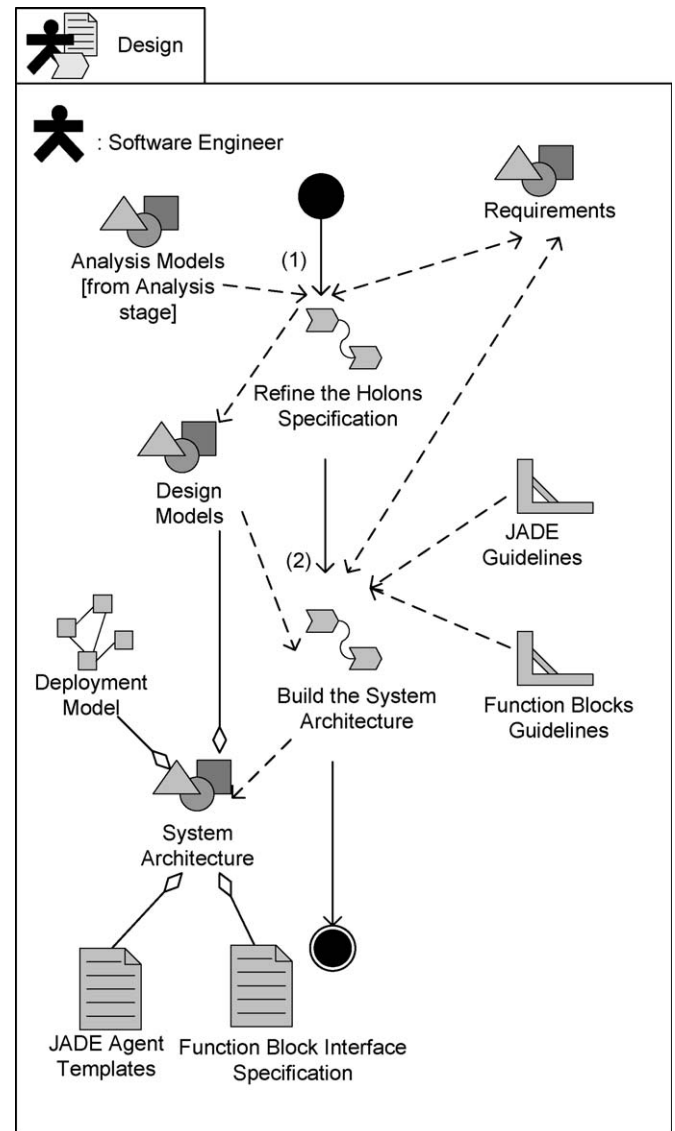 Design
: Software Engineer
Requirements
Analysis Models
[from Analysis
stage]
(1)
Refine the Holons
Specification
Design
Models
JADE
Guidelines
(2)
Deployment
Model
Build the System
Architecture
Function Blocks
Guidelines
System
Architecture
JADE Agent
Templates
Function Block Interface
Specification